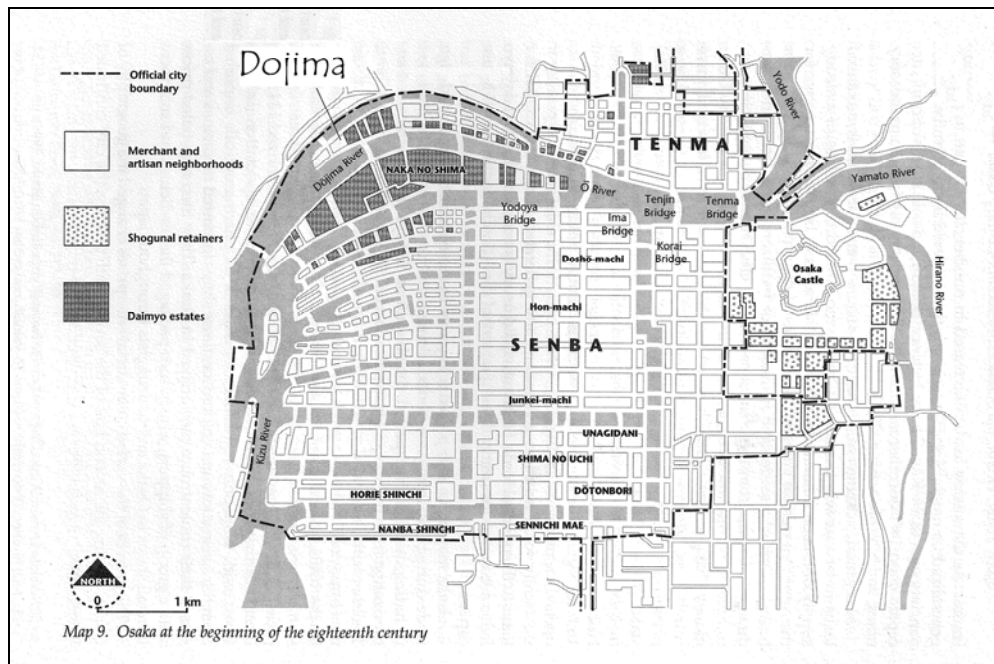 Dojima
Official city
boundary
Merchant and
artisan neighborhoods
Shogunal retainers
Daimyo estates
TENMA
Yodo River
Yamato River
Dōjima River
NAKA NO SHIMA
Ō River
Yodoya
Bridge
Ima
Bridge
Tenjin
Bridge
Tenma
Bridge
Korai
Bridge
Doshō-machi
Osaka
Castle
Hirano River
Hon-machi
SENBA
Junkei-machi
UNAGIDANI
Kizu River
SHIMA NO UCHI
HORIE SHINCHI
DŌTONBORI
NANBA SHINCHI
SENNICHI MAE
NORTH
0 1 km
Map 9. Osaka at the beginning of the eighteenth century